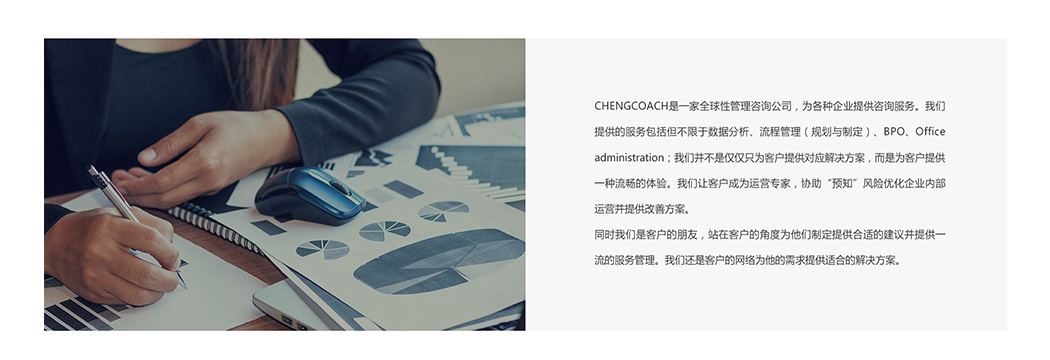 CHENGCOACH是一家全球性管理咨询公司，为各种企业提供咨询服务。我们
提供的服务包括但不限于数据分析、流程管理（规划与制定）、BPO、Office
administration；我们并不是仅仅只为客户提供对应解决方案，而是为客户提供
一种流畅的体验。我们让客户成为运营专家，协助“预知”风险优化企业内部
运营并提供改善方案。
同时我们是客户的朋友，站在客户的角度为他们制定提供合适的建议并提供一
流的服务管理。我们还是客户的网络为他的需求提供适合的解决方案。